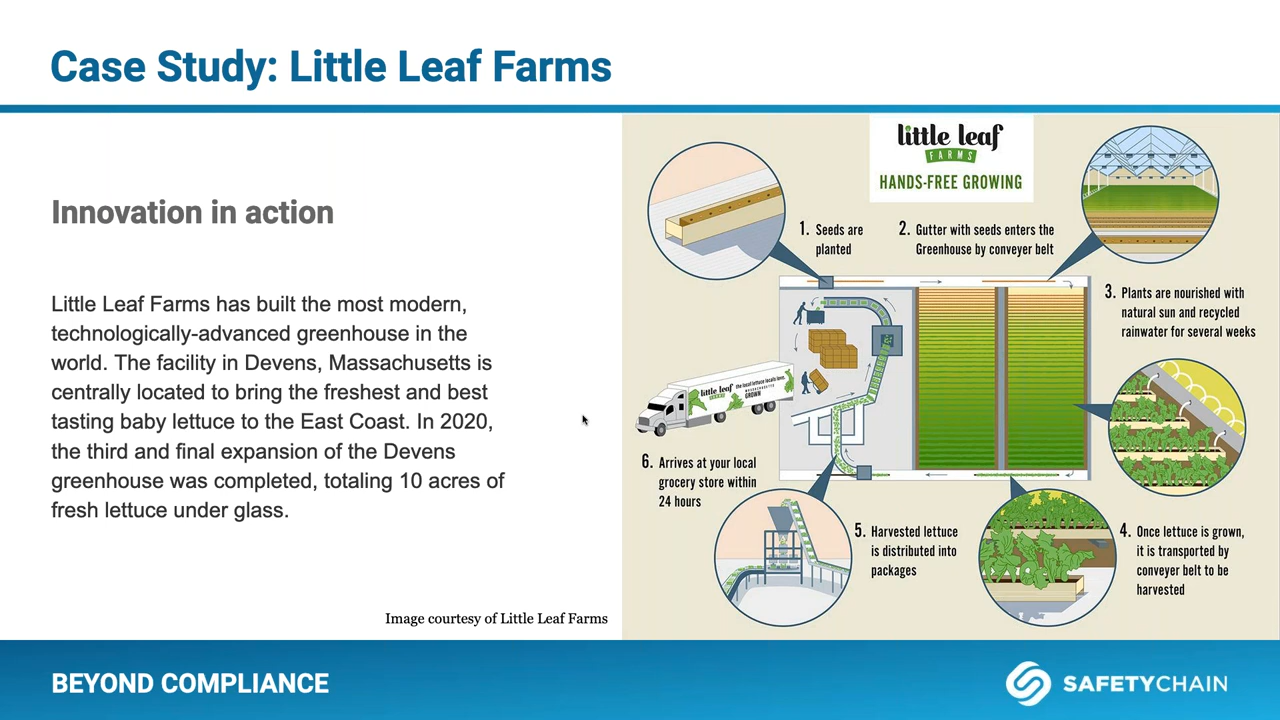 Case Study: Little Leaf Farms
Innovation in action
Little Leaf Farms has built the most modern,
technologically-advanced greenhouse in the
world. The facility in Devens, Massachusetts is
centrally located to bring the freshest and best
tasting baby lettuce to the East Coast. In 2020,
the third and final expansion of the Devens
greenhouse was completed, totaling 10 acres of
fresh lettuce under glass.
Image courtesy of Little Leaf Farms
little leaf
FARMS
HANDS-FREE GROWING
1. Seeds are
planted
2. Gutter with seeds enters the
Greenhouse by conveyer belt
3. Plants are nourished with
natural sun and recycled
rainwater for several weeks
4. Once lettuce is grown,
it is transported by
conveyer belt to be
harvested
5. Harvested lettuce
is distributed into
packages
6. Arrives at your local
grocery store within
24 hours
little leaf
FARMS
the local lettuce locals love.
MASSACHUSETTS
GROWN
BEYOND COMPLIANCE
SAFETYCHAIN